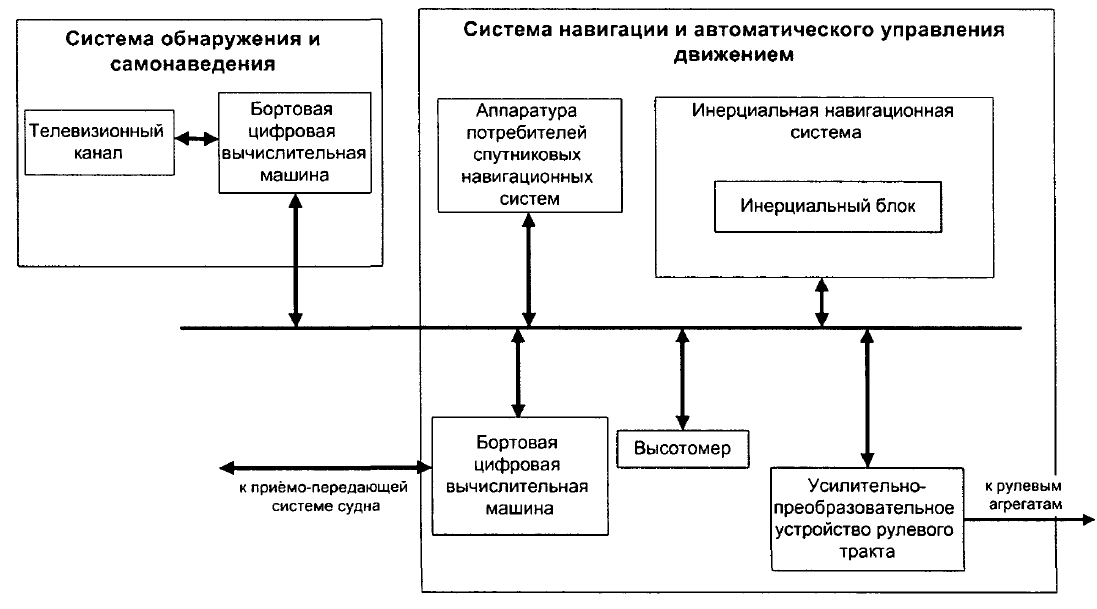 Система обнаружения и
самонаведения
Телевизионный
канал
Бортовая
цифровая
вычислительная
машина
Система навигации и автоматического управления
движением
Аппаратура
потребителей
спутниковых
навигационных
систем
Инерциальная навигационная
система
Инерциальный блок
к приёмо-передающей
системе судна
Бортовая
цифровая
вычислительная
машина
Высотомер
Усилительно-
преобразовательное
устройство рулевого
тракта
к рулевым
агрегатам